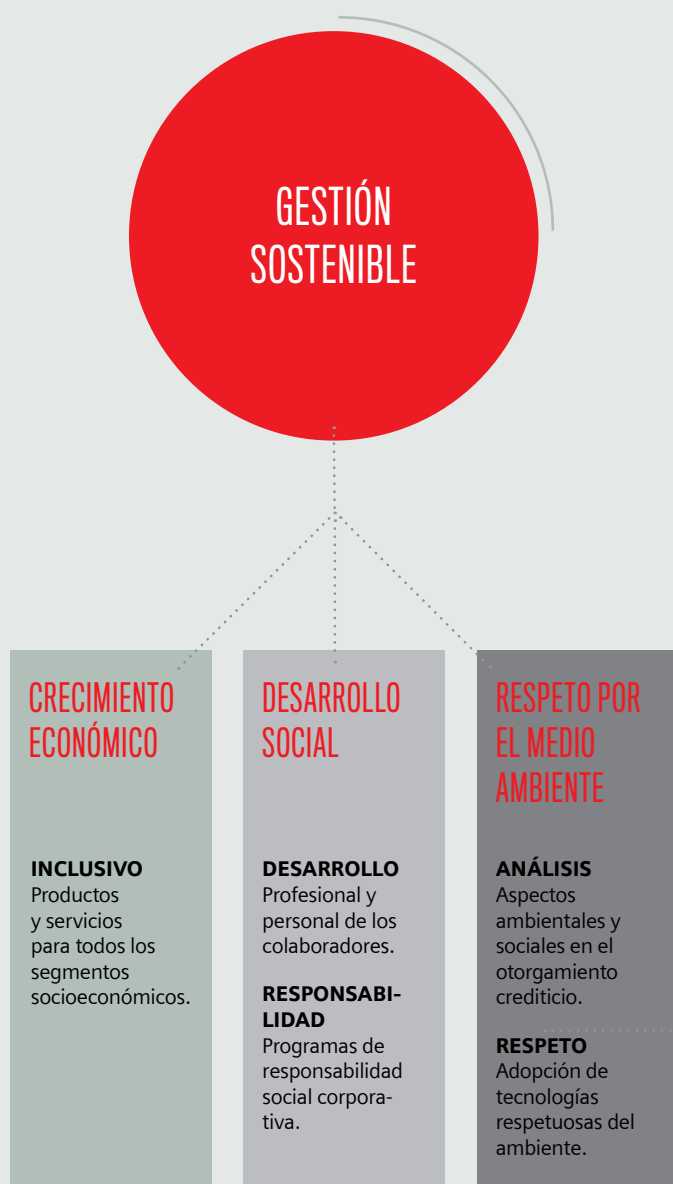 GESTIÓN
SOSTENIBLE
CRECIMIENTO
ECONÓMICO
INCLUSIVO
Productos
y servicios
para todos los
segmentos
socioeconómicos.
DESARROLLO
SOCIAL
DESARROLLO
Profesional y
personal de los
colaboradores.
RESPONSABI-
LIDAD
Programas de
responsabilidad
social corpora-
tiva.
RESPETO POR
EL MEDIO
AMBIENTE
ANÁLISIS
Aspectos
ambientales y
sociales en el
otorgamiento
crediticio.
RESPETO
Adopción de
tecnologías
respetuosas del
ambiente.